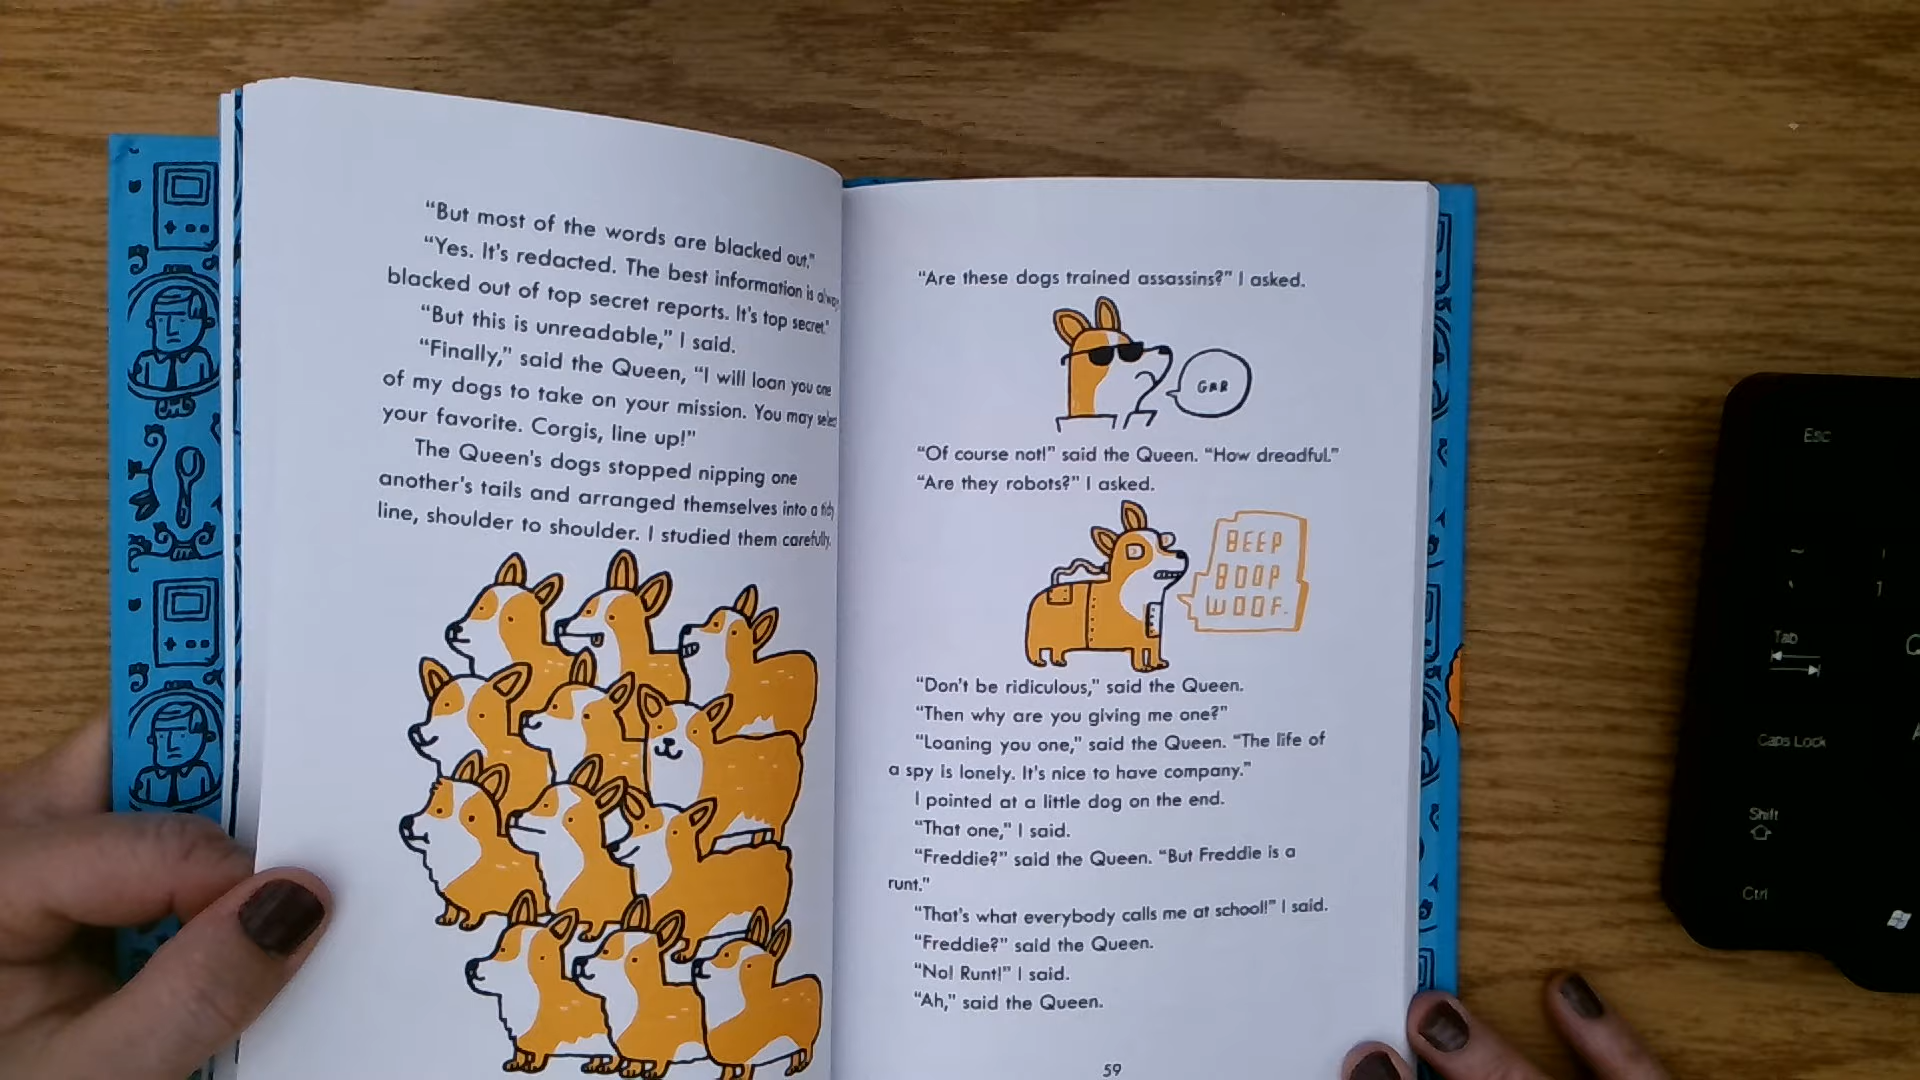 “But most of the words are blacked out.”
“Yes. It's redacted. The best information is always
blacked out of top secret reports. It's top secret.”
“But this is unreadable,” I said.
“Finally,” said the Queen, “I will loan you one
of my dogs to take on your mission. You may select
your favorite. Corgis, line up!”
The Queen's dogs stopped nipping one
another's tails and arranged themselves into a tidy
line, shoulder to shoulder. I studied them carefully.
“Are these dogs trained assassins?” I asked.
GRR
“Of course not!” said the Queen. “How dreadful.”
“Are they robots?” I asked.
BEEP
BOOP
WOOF.
“Don't be ridiculous,” said the Queen.
“Then why are you giving me one?”
“Loaning you one,” said the Queen. “The life of
a spy is lonely. It's nice to have company.”
I pointed at a little dog on the end.
“That one,” I said.
“Freddie?” said the Queen. “But Freddie is a
runt.”
“That's what everybody calls me at school!” I said.
“Freddie?” said the Queen.
“No! Runt!” I said.
“Ah,” said the Queen.
59
Esc
~ !
` 1
Tab
Q
Caps Lock
A
Shift
Ctrl